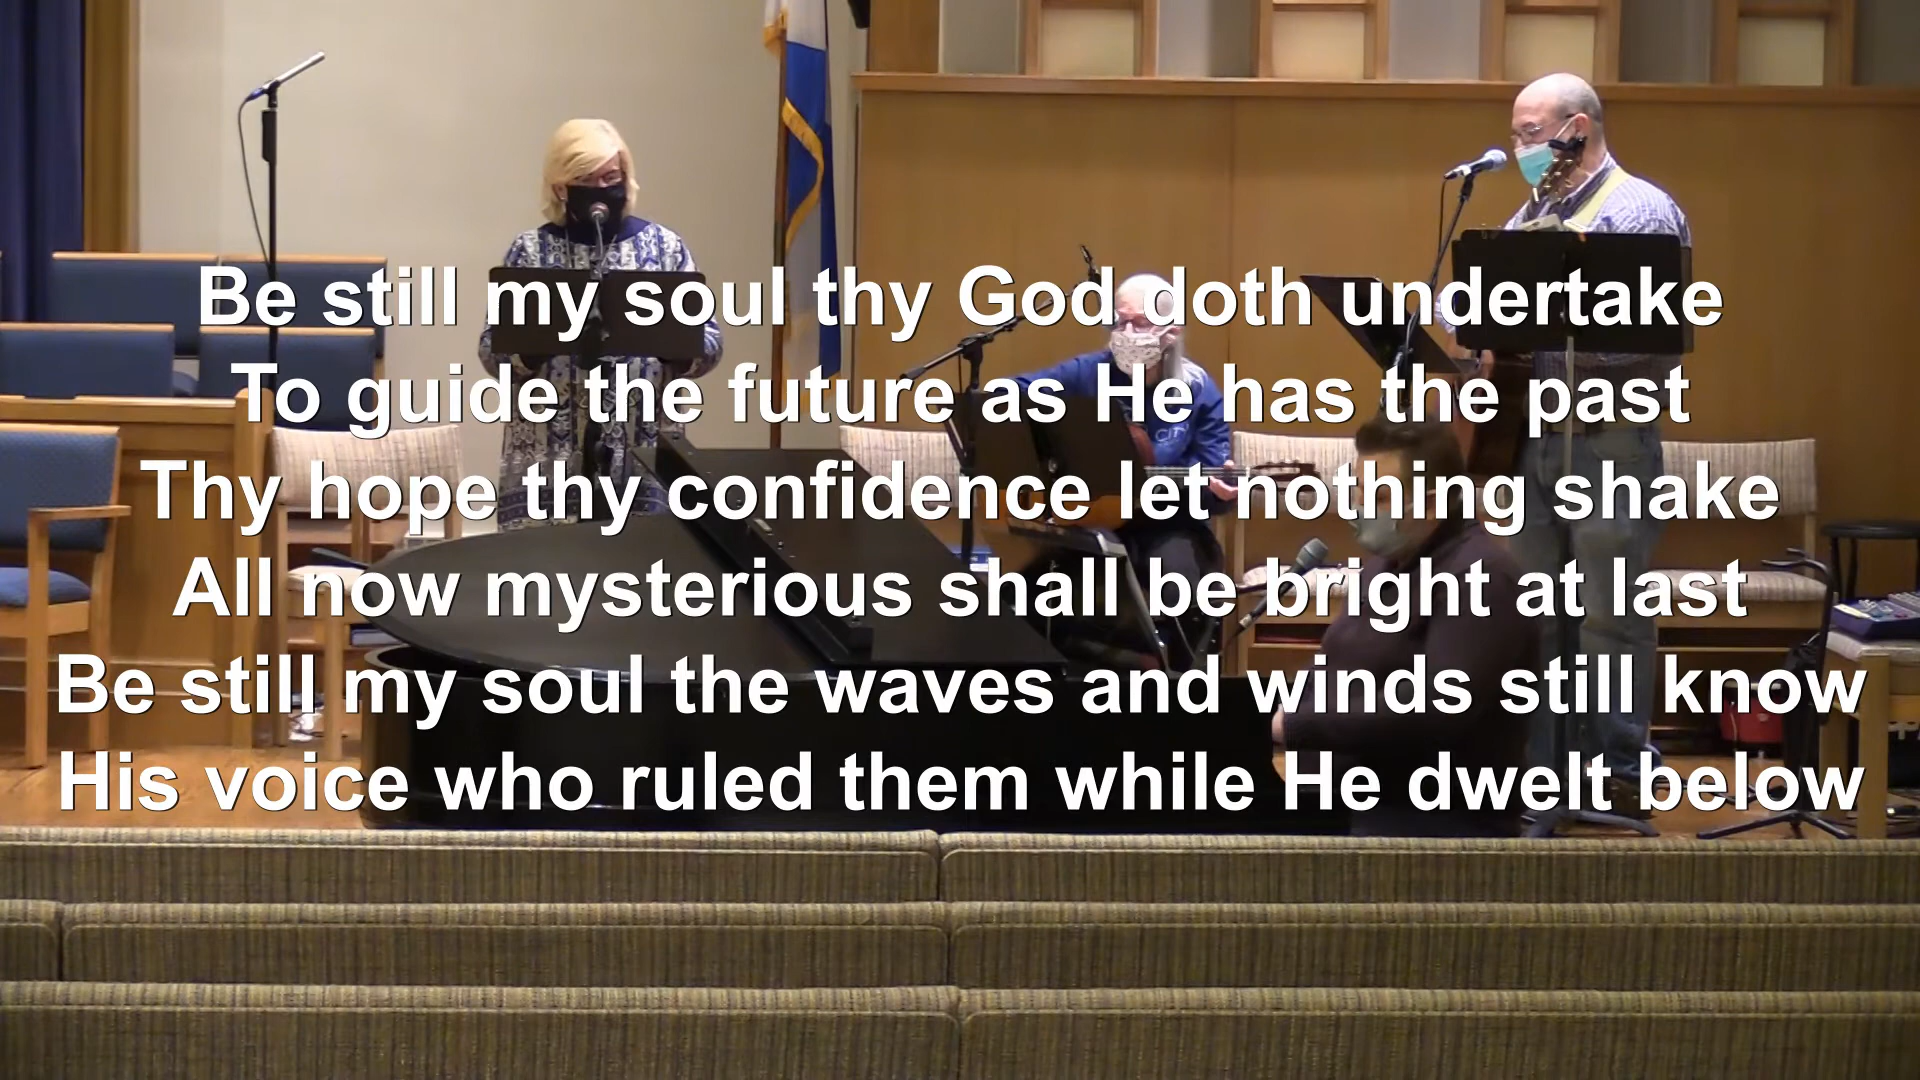 Be still my soul thy God doth undertake
To guide the future as He has the past
Thy hope thy confidence let nothing shake
All now mysterious shall be bright at last
Be still, my soul the waves and winds still know
His voice who ruled them while He dwelt below
CITY